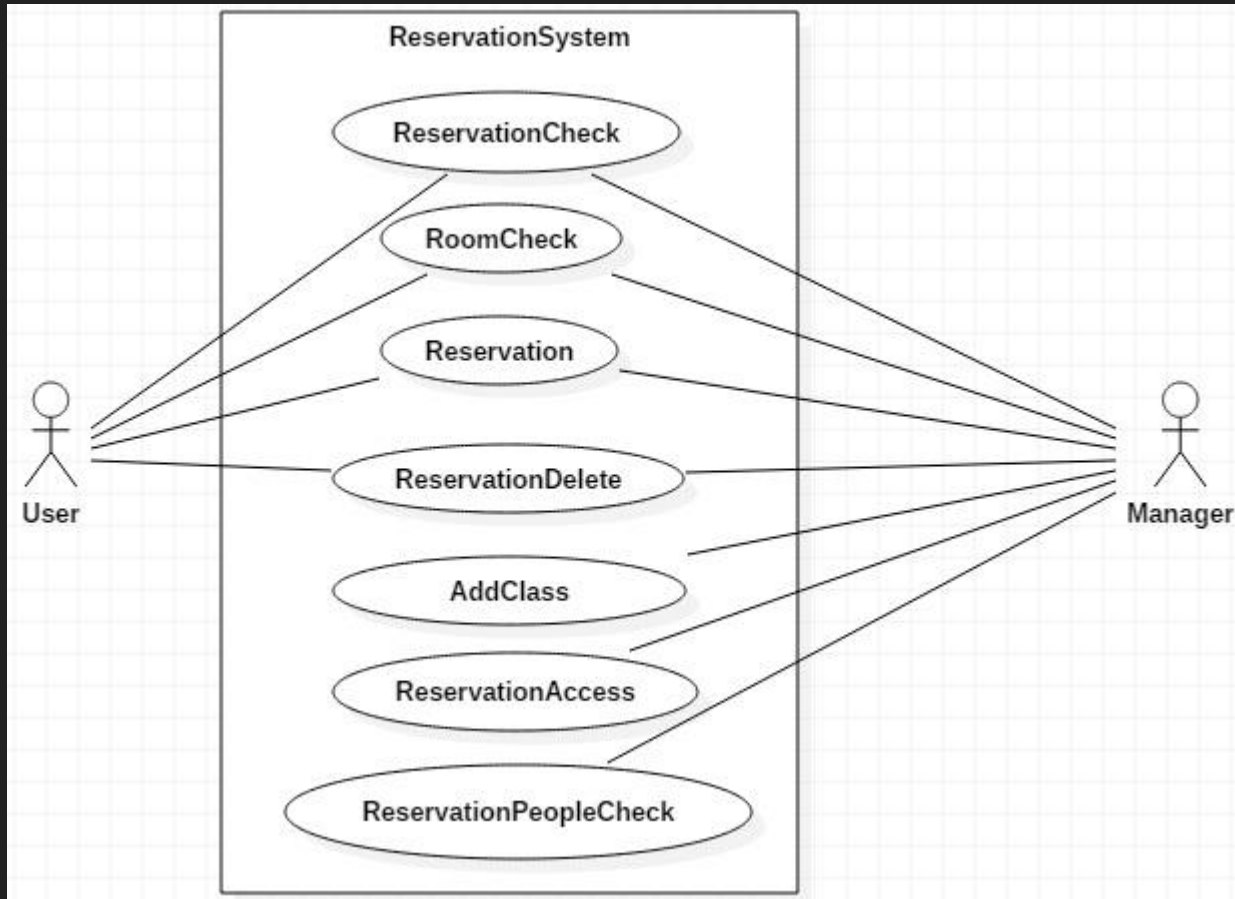 ReservationSystem
ReservationCheck
RoomCheck
Reservation
ReservationDelete
User
Manager
AddClass
ReservationAccess
ReservationPeopleCheck